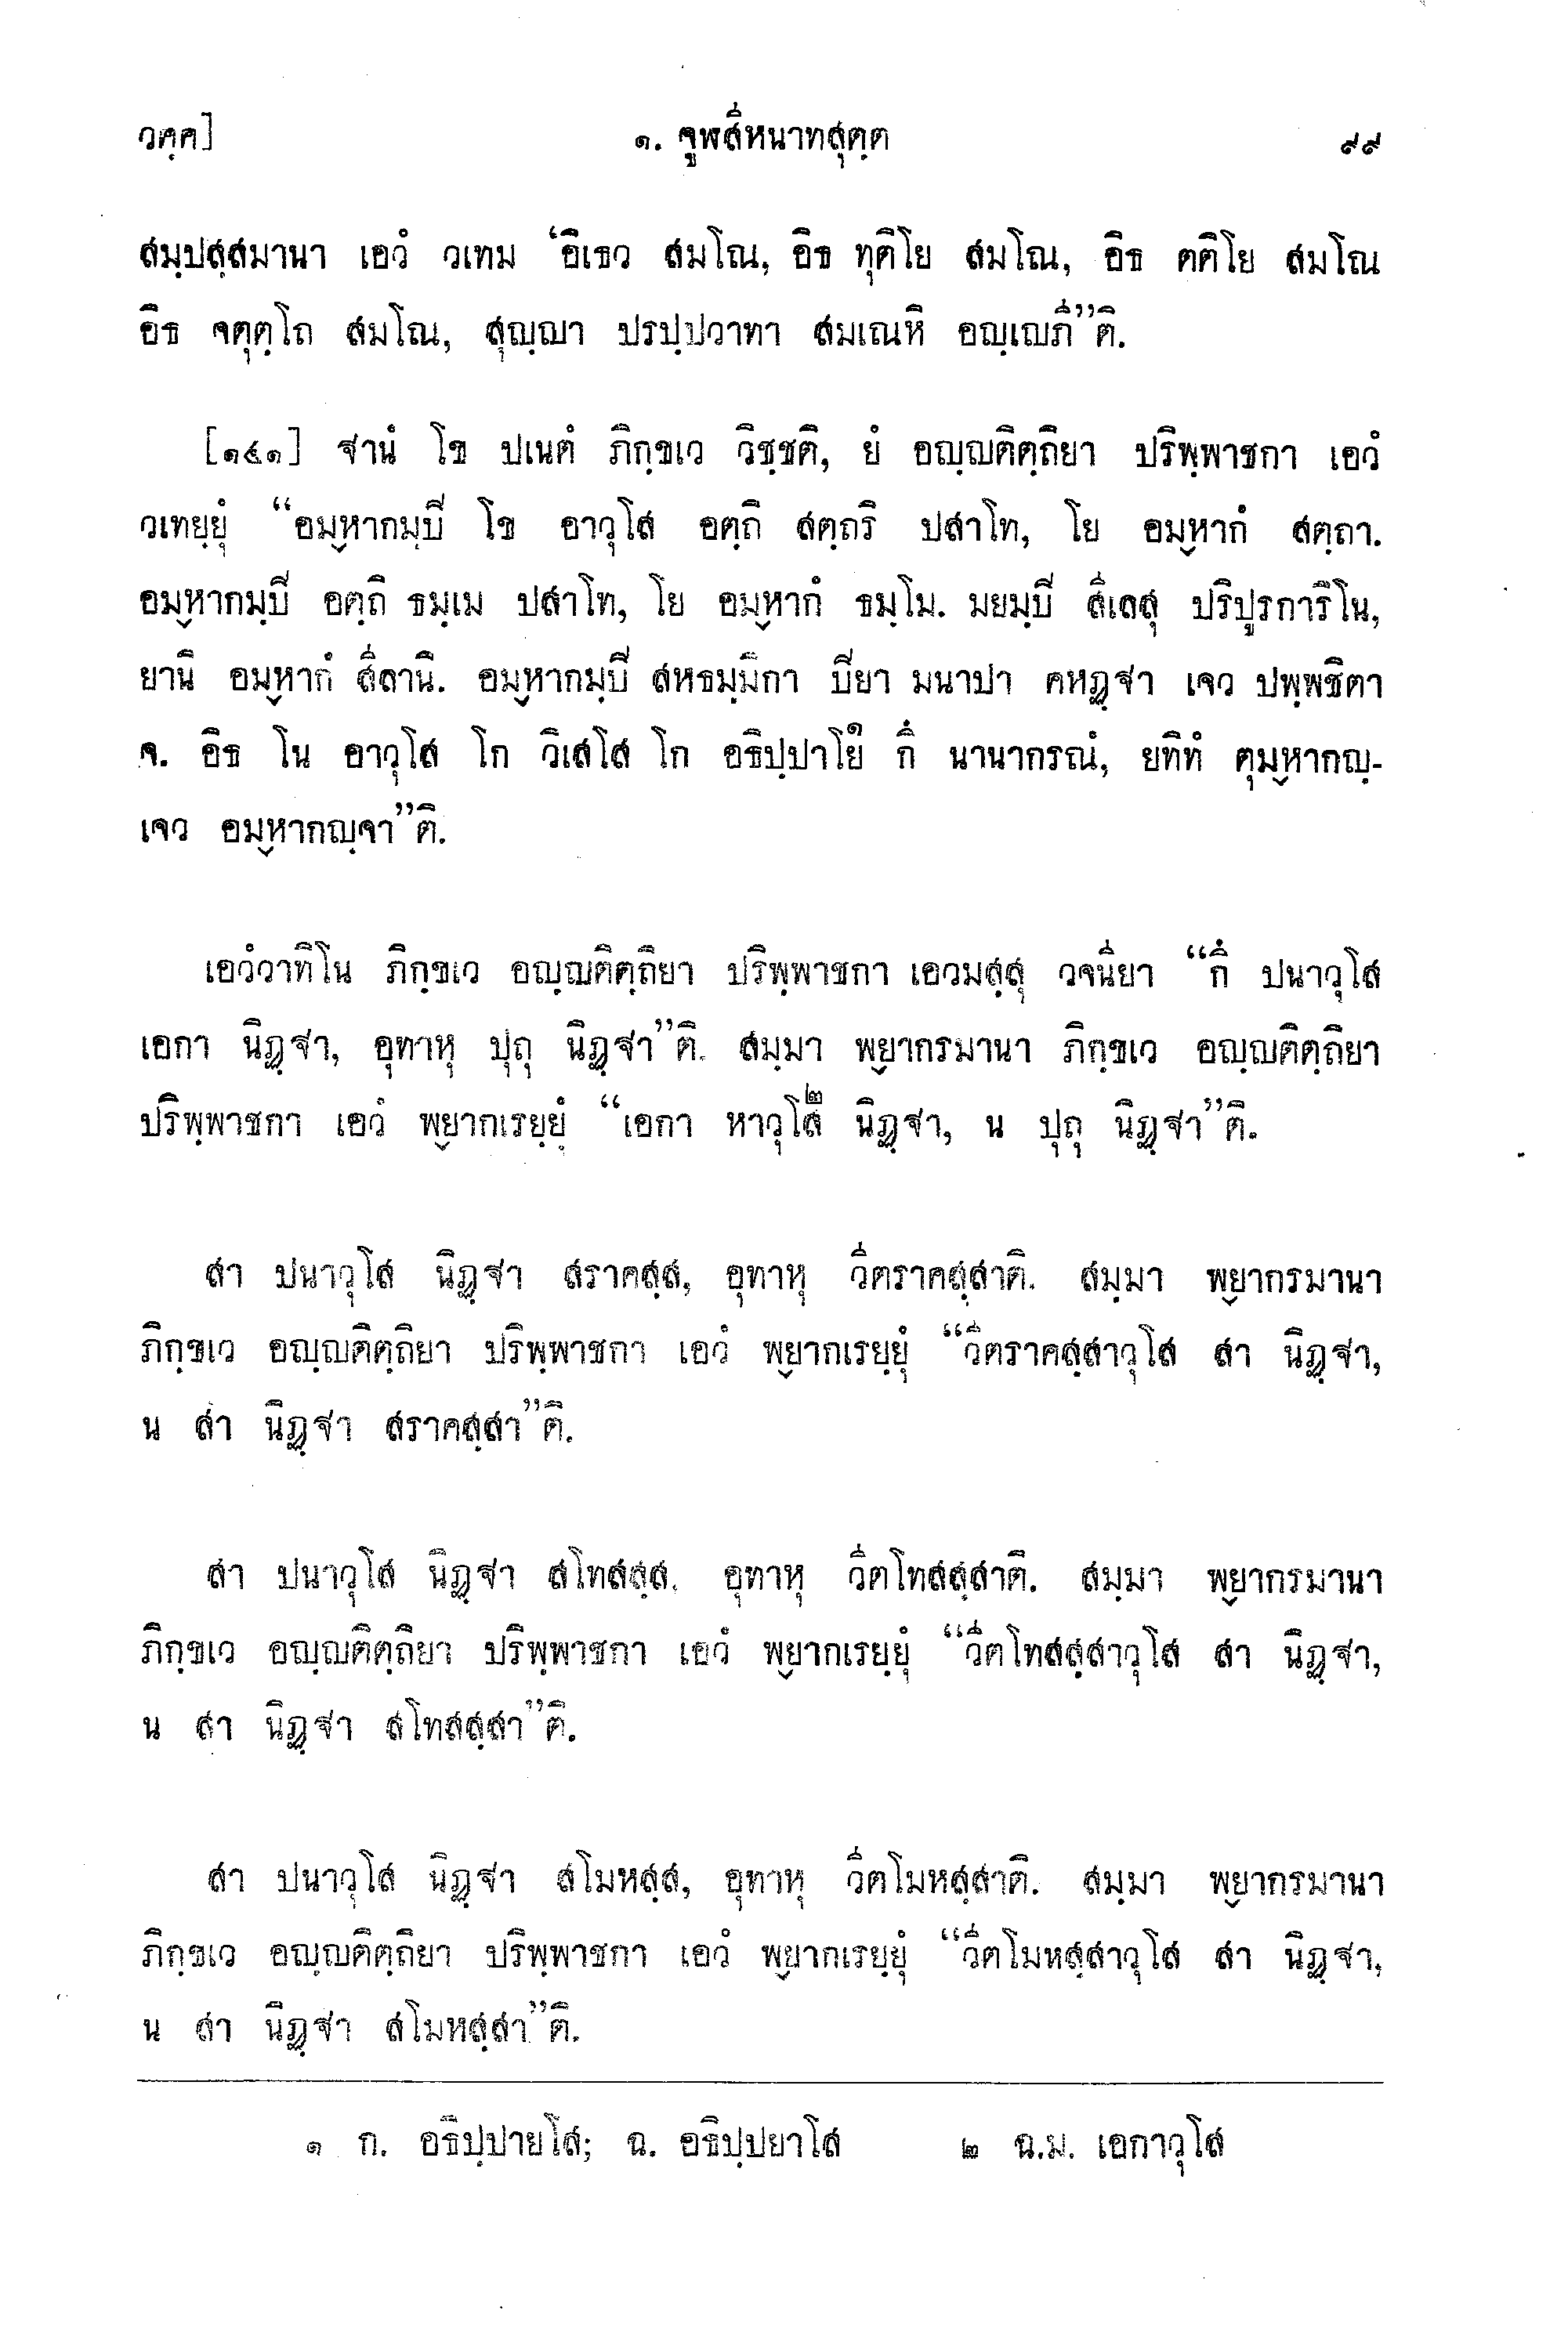 วคฺค] ๑. จูฬสีหนาทสุตฺต ๙๙
สมฺปสฺสมานา เอวํ วเทม ‘อิเธว สมโณ, อิธ ทุติโย สมโณ, อิธ ตติโย สมโณ
อิธ จตุตฺโถ สมโณ, สุญฺญา ปรปฺปวาทา สมเณหิ อญฺเญภี”ติ.
[๑๔๑] ฐานํ โข ปเนตํ ภิกฺขเว วิชฺชติ, ยํ อญฺญติตฺถิยา ปริพฺพาชกา เอวํ
วเทยฺยุํ “อมฺหากมฺปิ โข อาวุโส อตฺถิ สตฺถริ ปสาโท, โย อมฺหากํ สตฺถา.
อมฺหากมฺปิ อตฺถิ ธมฺเม ปสาโท, โย อมฺหากํ ธมฺโม. มยมฺปิ สีเลสุ ปริปูรการิโน,
ยานิ อมฺหากํ สีลานิ. อมฺหากมฺปิ สหธมฺมิกา ปิยา มนาปา คหฏฺฐา เจว ปพฺพชิตา
จ. อิธ โน อาวุโส โก วิเสโส โก อธิปฺปาโย๑ กึ นานากรณํ, ยทิทํ ตุมฺหากญฺ-
เจว อมฺหากญฺจา”ติ.
เอวํวาทิโน ภิกฺขเว อญฺญติตฺถิยา ปริพฺพาชกา เอวมสฺสุ วจนียา “กึ ปนาวุโส
เอกา นิฏฺฐา, อุทาหุ ปุถุ นิฏฺฐา”ติ. สมฺมา พฺยากรมานา ภิกฺขเว อญฺญติตฺถิยา
ปริพฺพาชกา เอวํ พฺยากเรยฺยุํ “เอกา หาวุโส๒ นิฏฺฐา, น ปุถุ นิฏฺฐา”ติ.
สา ปนาวุโส นิฏฺฐา สราคสฺส, อุทาหุ วีตราคสฺสาติ. สมฺมา พฺยากรมานา
ภิกฺขเว อญฺญติตฺถิยา ปริพฺพาชกา เอวํ พฺยากเรยฺยุํ “วีตราคสฺสาวุโส สา นิฏฺฐา,
น สา นิฏฺฐา สราคสฺสา”ติ.
สา ปนาวุโส นิฏฺฐา สโทสสฺส, อุทาหุ วีตโทสสฺสาติ. สมฺมา พฺยากรมานา
ภิกฺขเว อญฺญติตฺถิยา ปริพฺพาชกา เอวํ พฺยากเรยฺยุํ “วีตโทสสฺสาวุโส สา นิฏฺฐา,
น สา นิฏฺฐา สโทสสฺสา”ติ.
สา ปนาวุโส นิฏฺฐา สโมหสฺส, อุทาหุ วีตโมหสฺสาติ. สมฺมา พฺยากรมานา
ภิกฺขเว อญฺญติตฺถิยา ปริพฺพาชกา เอวํ พฺยากเรยฺยุํ “วีตโมหสฺสาวุโส สา นิฏฺฐา,
น สา นิฏฺฐา สโมหสฺสา”ติ.
๑ ก. อธิปฺปายโส; ฉ. อธิปฺปยาโส ๒ ฉ.ม. เอกาวุโส